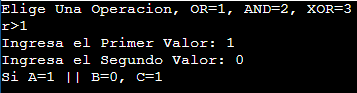 Elige Una Operacion, OR=1, AND=2, XOR=3
r>1
Ingresa el Primer Valor: 1
Ingresa el Segundo Valor: 0
Si A=1 || B=0, C=1